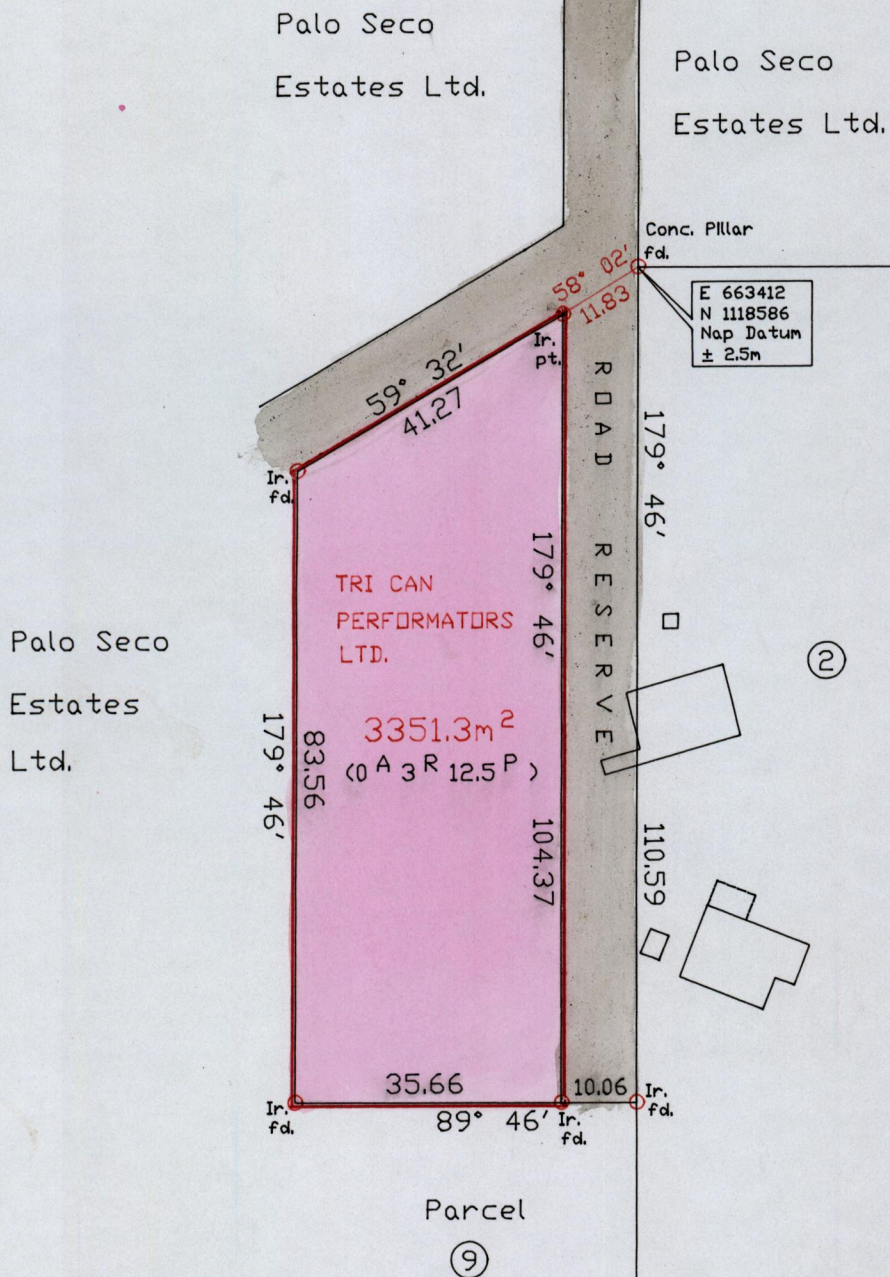 Palo Seco
Estates Ltd.
Palo Seco
Estates Ltd.
Conc. PIllar
fd.
58° 02'
11.83
E 663412
N 1118586
Nap Datum
± 2.5m
Ir.
pt.
59° 32'
41.27
Ir.
fd.
ROAD RESERVE
179° 46'
110.59
179° 46'
104.37
TRI CAN
PERFORMATORS
LTD.
3351.3m²
(0 A 3 R 12.5 P )
Palo Seco
Estates
Ltd.
179° 46'
83.56
2
35.66
89° 46'
10.06
Ir.
fd.
Ir.
fd.
Ir.
fd.
Parcel
9